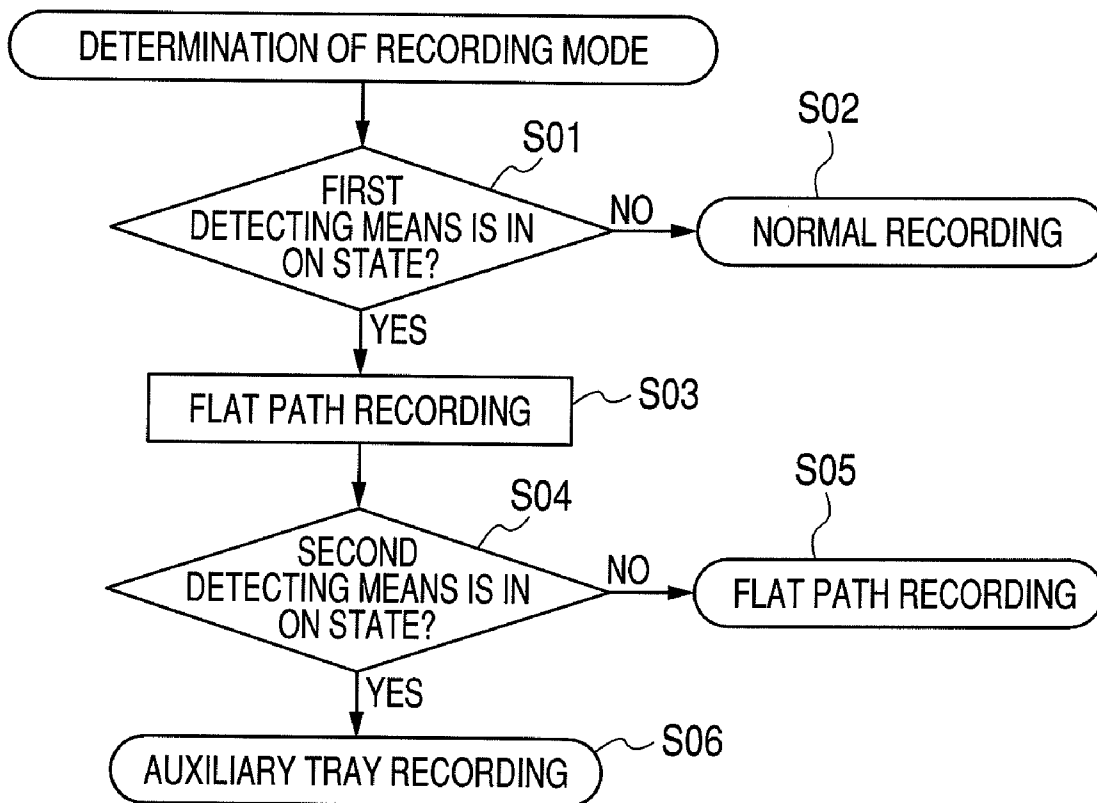 DETERMINATION OF RECORDING MODE
S01
FIRST
DETECTING MEANS IS IN
ON STATE?
NO
S02
NORMAL RECORDING
YES
FLAT PATH RECORDING
S03
S04
SECOND
DETECTING MEANS IS IN
ON STATE?
NO
S05
FLAT PATH RECORDING
YES
AUXILIARY TRAY RECORDING
S06